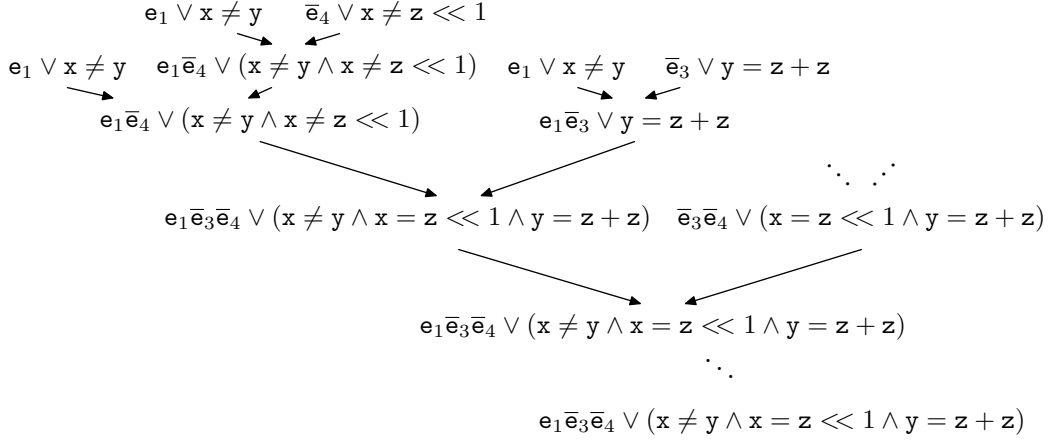 e₁ ∨ x ≠ y ē₄ ∨ x ≠ z ≪ 1
e₁ ∨ x ≠ y e₁ē₄ ∨ (x ≠ y ∧ x ≠ z ≪ 1) e₁ ∨ x ≠ y ē₃ ∨ y = z + z
e₁ē₄ ∨ (x ≠ y ∧ x ≠ z ≪ 1) e₁ē₃ ∨ y = z + z
e₁ē₃ē₄ ∨ (x ≠ y ∧ x = z ≪ 1 ∧ y = z + z) ē₃ē₄ ∨ (x = z ≪ 1 ∧ y = z + z)
e₁ē₃ē₄ ∨ (x ≠ y ∧ x = z ≪ 1 ∧ y = z + z)
e₁ē₃ē₄ ∨ (x ≠ y ∧ x = z ≪ 1 ∧ y = z + z)